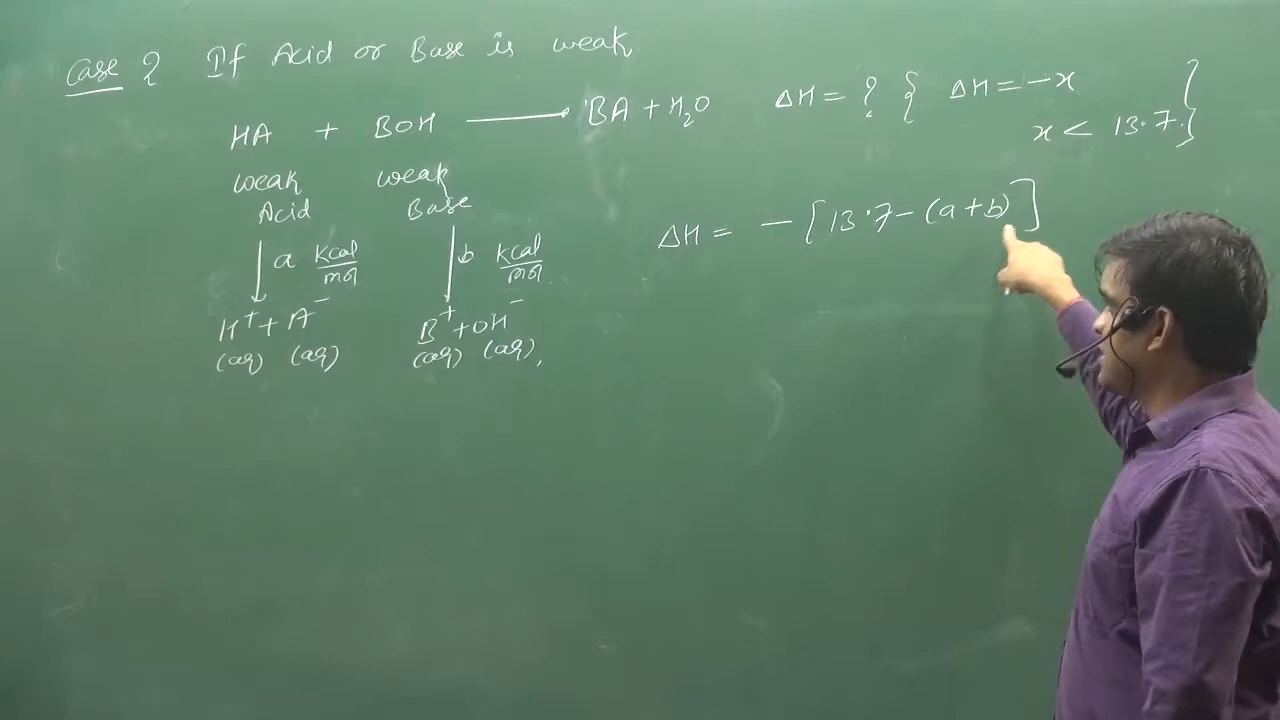 Case 2 If Acid or Base is weak
HA + BOH ⟶ BA + H₂O ΔH = ? { ΔH = -x
x < 13.7. }
weak weak
Acid Base
ΔH = -[13.7-(a+b)]
↓ a kcal/mol ↓ b kcal/mol.
H⁺ + A⁻ B⁺ + OH⁻
(aq) (aq) (aq) (aq),